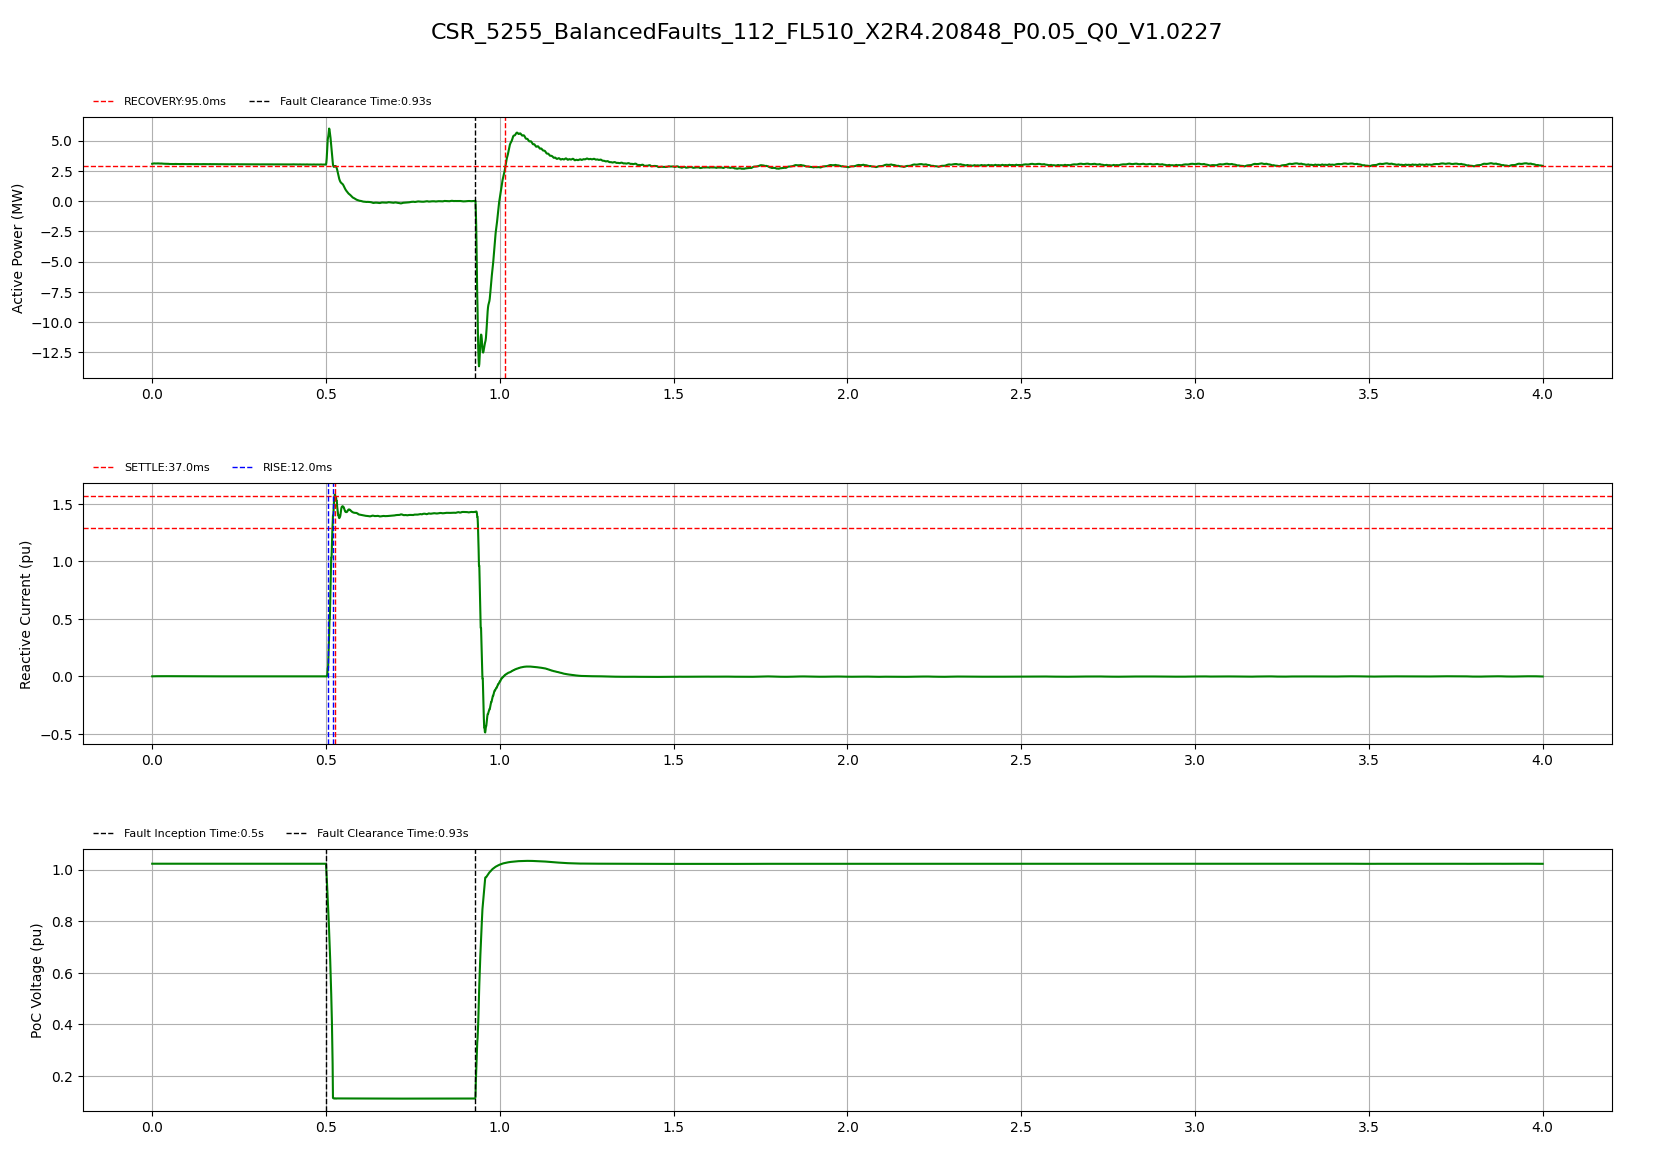 CSR_5255_BalancedFaults_112_FL510_X2R4.20848_P0.05_Q0_V1.0227
RECOVERY:95.0ms Fault Clearance Time:0.93s
Active Power (MW)
5.0
2.5
0.0
−2.5
−5.0
−7.5
−10.0
−12.5
0.0 0.5 1.0 1.5 2.0 2.5 3.0 3.5 4.0
SETTLE:37.0ms RISE:12.0ms
Reactive Current (pu)
1.5
1.0
0.5
0.0
−0.5
0.0 0.5 1.0 1.5 2.0 2.5 3.0 3.5 4.0
Fault Inception Time:0.5s Fault Clearance Time:0.93s
PoC Voltage (pu)
1.0
0.8
0.6
0.4
0.2
0.0 0.5 1.0 1.5 2.0 2.5 3.0 3.5 4.0